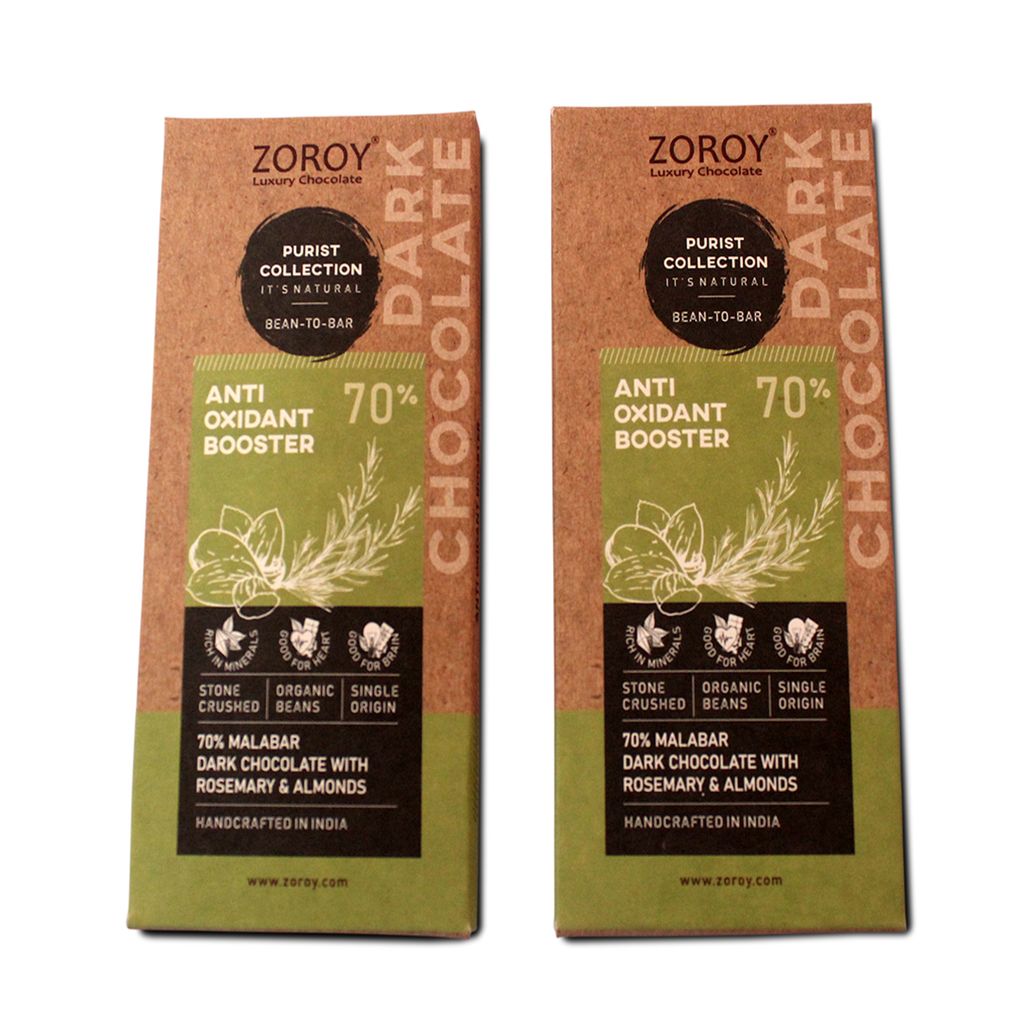 ZOROY®
Luxury Chocolate
DARK
CHOCOLATE
PURIST
COLLECTION
IT'S NATURAL
BEAN-TO-BAR
ANTI
OXIDANT
BOOSTER
70%
RICH IN MINERALS
GOOD FOR HEART
GOOD FOR BRAIN
STONE
CRUSHED
ORGANIC
BEANS
SINGLE
ORIGIN
70% MALABAR
DARK CHOCOLATE WITH
ROSEMARY & ALMONDS
HANDCRAFTED IN INDIA
www.zoroy.com
ZOROY®
Luxury Chocolate
DARK
CHOCOLATE
PURIST
COLLECTION
IT'S NATURAL
BEAN-TO-BAR
ANTI
OXIDANT
BOOSTER
70%
RICH IN MINERALS
GOOD FOR HEART
GOOD FOR BRAIN
STONE
CRUSHED
ORGANIC
BEANS
SINGLE
ORIGIN
70% MALABAR
DARK CHOCOLATE WITH
ROSEMARY & ALMONDS
HANDCRAFTED IN INDIA
www.zoroy.com